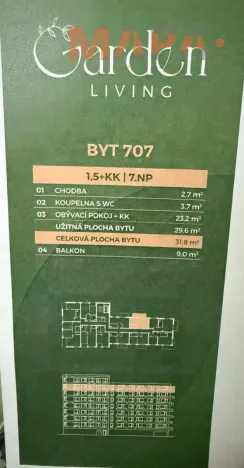 MAPA.
Garden
LIVING
BYT 707
1,5+KK | 7.NP
01 CHODBA 2.7 m²
02 KOUPELNA S WC 3.7 m²
03 OBÝVACÍ POKOJ + KK 23.2 m²
UŽITNÁ PLOCHA BYTU 29.6 m²
CELKOVÁ PLOCHA BYTU 31.8 m²
04 BALKON 9.0 m²